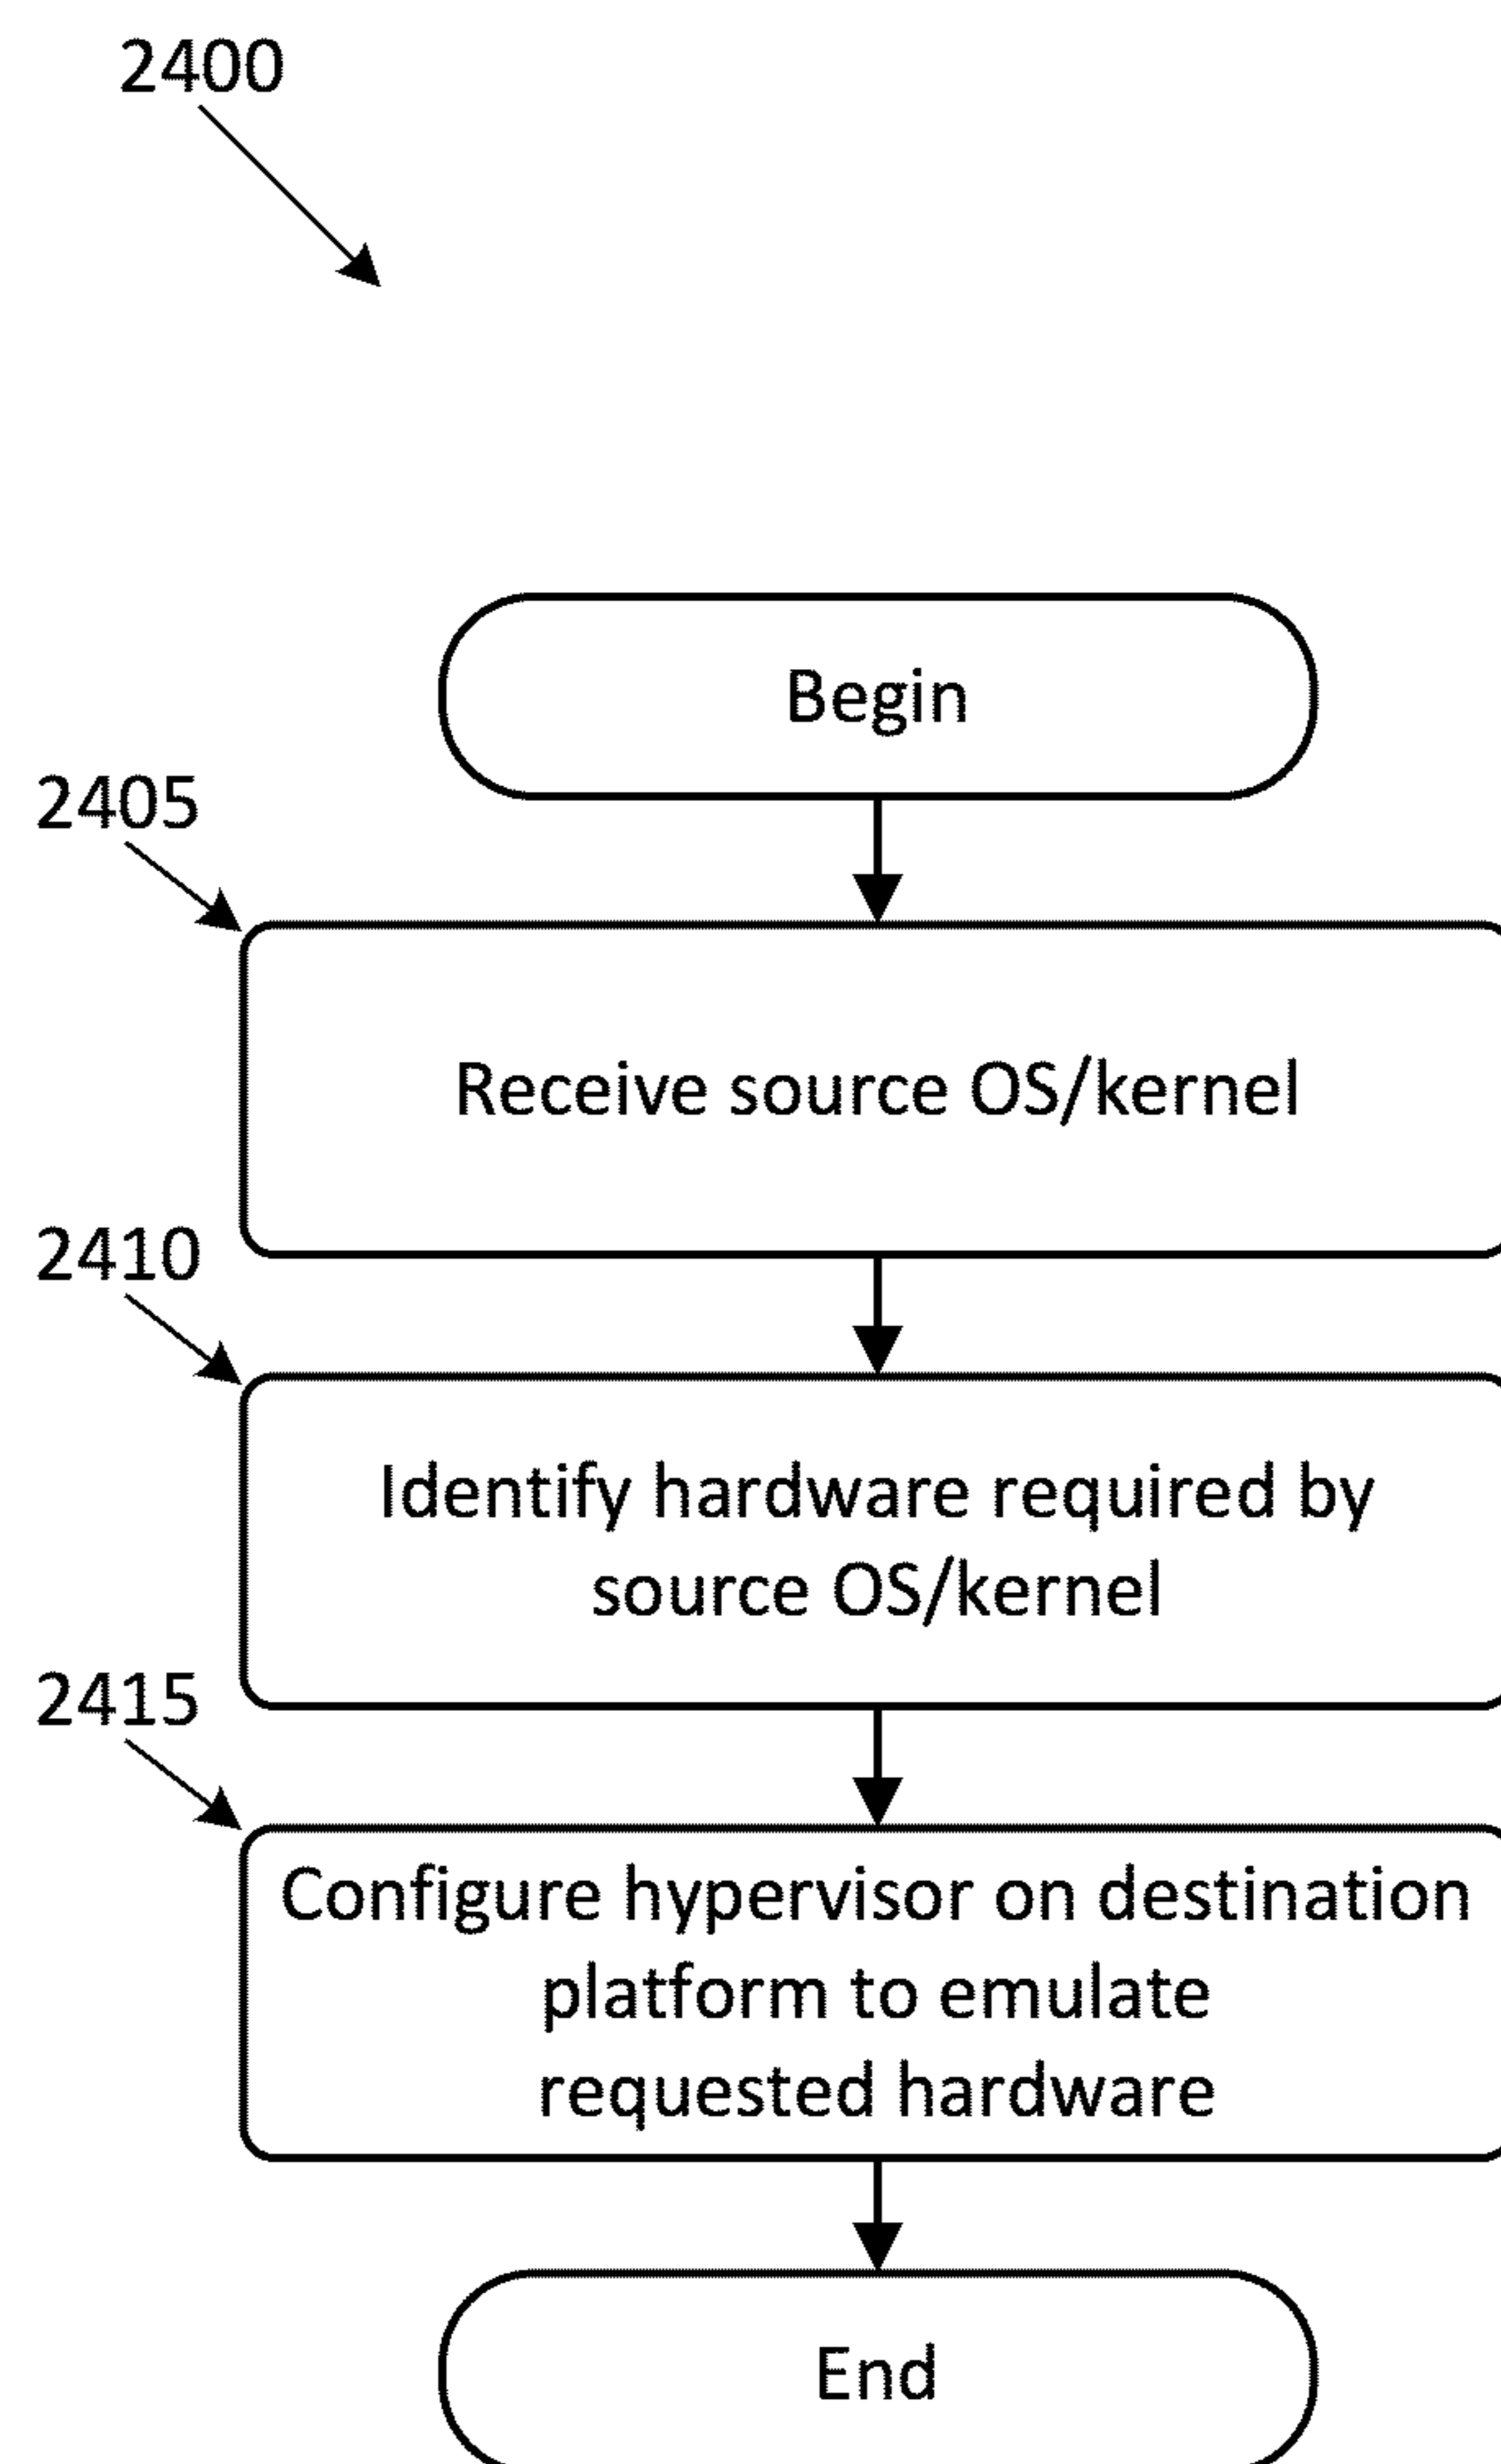 2400
Begin
2405
Receive source OS/kernel
2410
Identify hardware required by
source OS/kernel
2415
Configure hypervisor on destination
platform to emulate
requested hardware
End